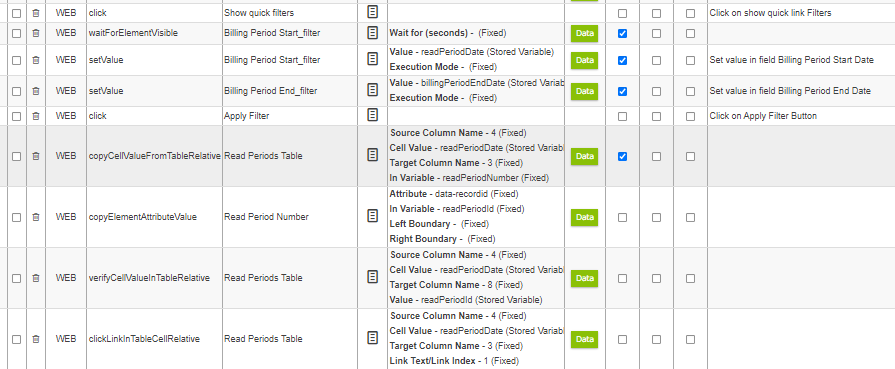 WEB click Show quick filters Click on show quick link Filters
WEB waitForElementVisible Billing Period Start_filter Wait for (seconds) - (Fixed) Data
WEB setValue Billing Period Start_filter Value - readPeriodDate (Stored Variable) Data Set value in field Billing Period Start Date
Execution Mode - (Fixed)
WEB setValue Billing Period End_filter Value - billingPeriodEndDate (Stored Variab Data Set value in field Billing Period End Date
Execution Mode - (Fixed)
WEB click Apply Filter Click on Apply Filter Button
WEB copyCellValueFromTableRelative Read Periods Table Source Column Name - 4 (Fixed) Data
Cell Value - readPeriodDate (Stored Variabl
Target Column Name - 3 (Fixed)
In Variable - readPeriodNumber (Fixed)
WEB copyElementAttributeValue Read Period Number Attribute - data-recordid (Fixed) Data
In Variable - readPeriodId (Fixed)
Left Boundary - (Fixed)
Right Boundary - (Fixed)
WEB verifyCellValueInTableRelative Read Periods Table Source Column Name - 4 (Fixed) Data
Cell Value - readPeriodDate (Stored Variabl
Target Column Name - 8 (Fixed)
Value - readPeriodId (Stored Variable)
WEB clickLinkInTableCellRelative Read Periods Table Source Column Name - 4 (Fixed) Data
Cell Value - readPeriodDate (Stored Variabl
Target Column Name - 3 (Fixed)
Link Text/Link Index - 1 (Fixed)